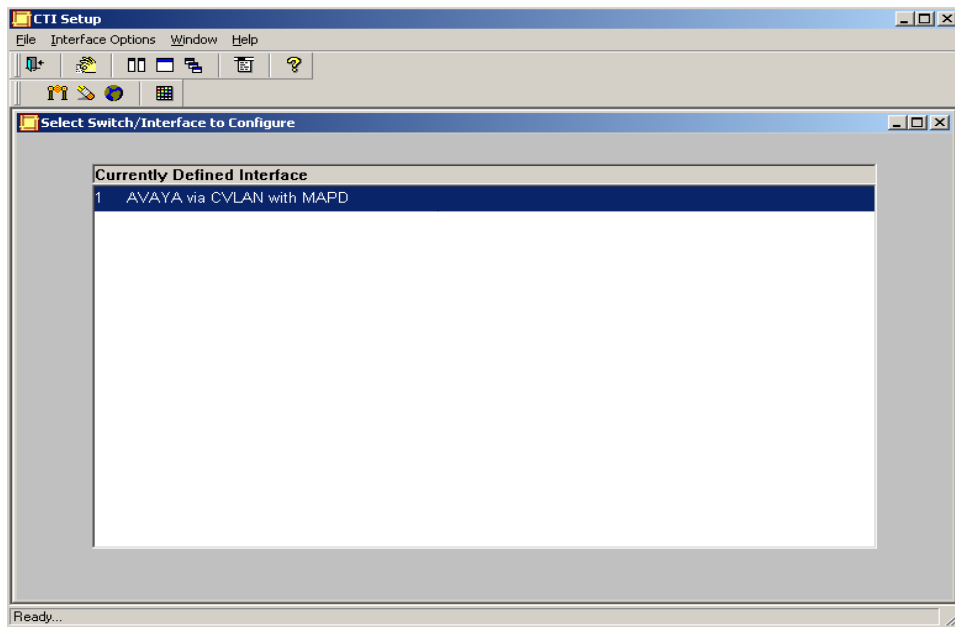 CTI Setup
File Interface Options Window Help
Select Switch/Interface to Configure
Currently Defined Interface
1 AVAYA via CVLAN with MAPD
Ready...